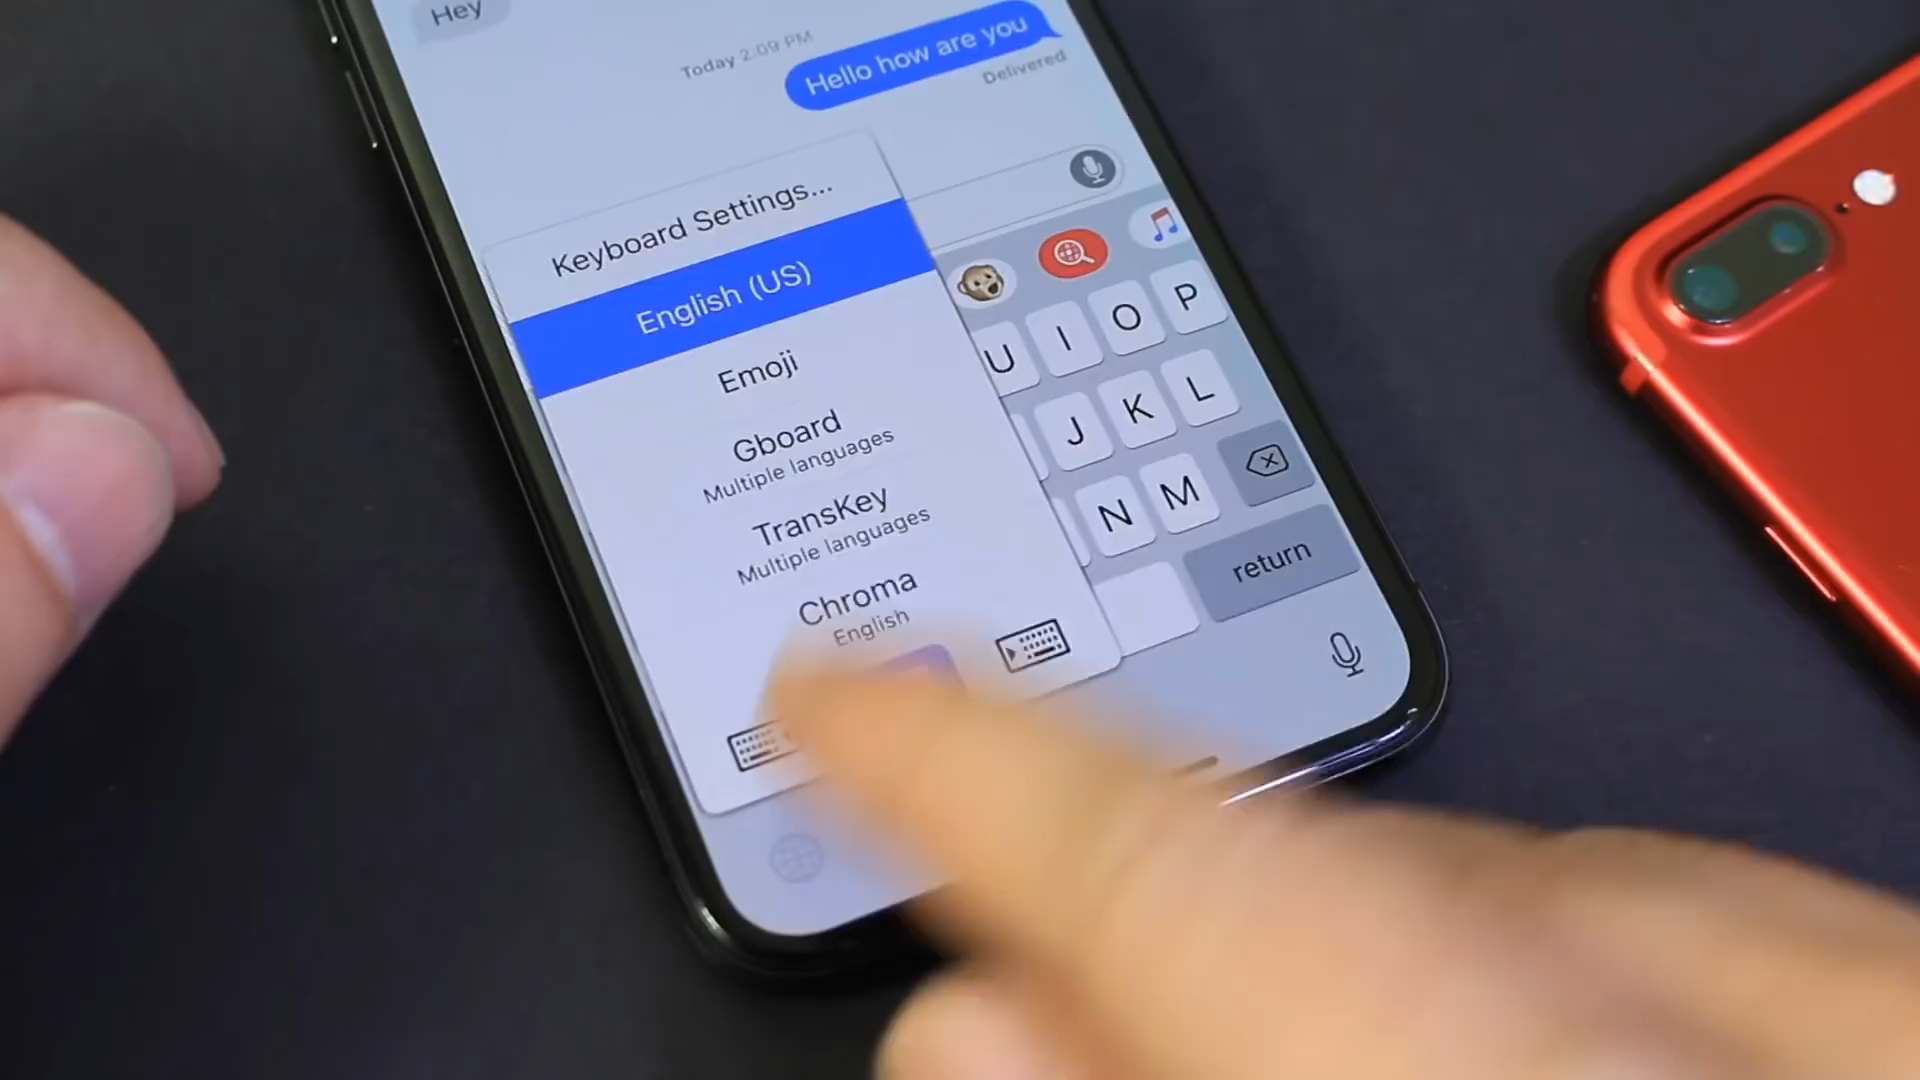 Hey
Today 2:09 PM
Hello how are you
Delivered
Keyboard Settings...
English (US)
Emoji
Gboard
Multiple languages
TransKey
Multiple languages
Chroma
English
U I O P
J K L
N M
return